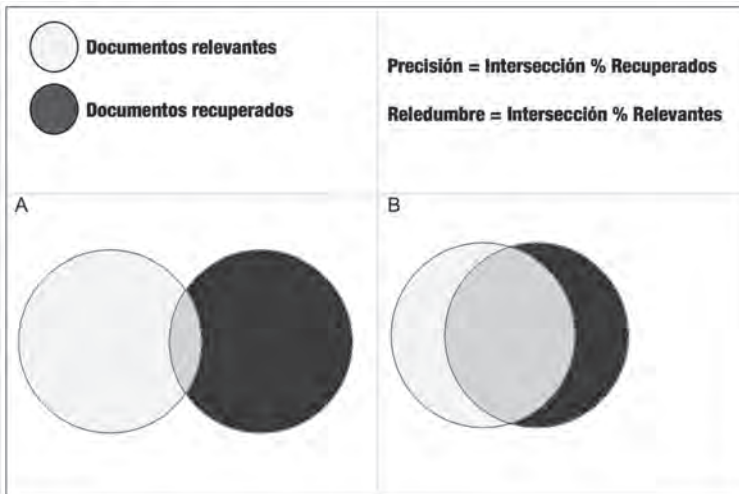 Documentos relevantes
Documentos recuperados
Precisión = Intersección % Recuperados
Reledumbre = Intersección % Relevantes
A
B